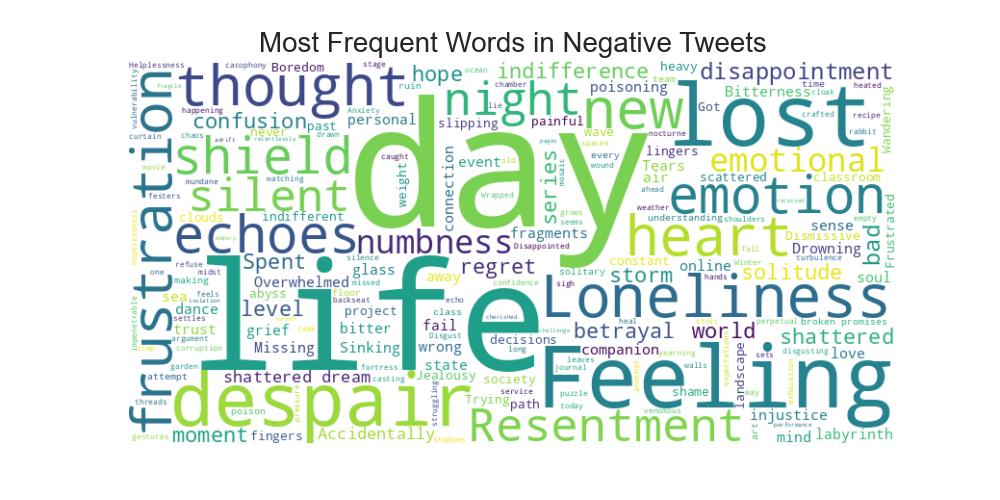 Most Frequent Words in Negative Tweets
Helplessness cacophony stage ocean heavy time heated
fragile Boredom ruin hope indifference team disappointment
vulnerability thought night poisoning chamber Bitterness cloak
happening Anxiety lie new Got lost crafted recipe Wandering
curtain confusion past personal slipping painful nocturne rabbit
chaos adrift relentlessly drawn never wave spaces pages lingers
movie shield caught event old every wound Tears emotional classroom
frustration festers mundane watching weight series mosaic air scattered ahead
silent day Wrapped emotion weather received
hopelessness clouds indifferent connection fragments grows understanding shoulders empty
echoes numbness Disappointed seems heart sense bad Frustrated
memory silence Dismissive fall Drowning turbulence
refuse Spent glass missed away regret sigh solitary constant online Winter solitude
one midst Overwhelmed confidence storm hands soul
impenetrable making sea feels isolation abyss floor backseat echo
dance level life Loneliness
settles project class cherished stoic perpetual broken promises
trust grief take bitter fail challenge betrayal world shattered
step argument corruption Missing Sinking wrong Disgust decisions heal
long companion yearning sets disgusting love
garden fortress state leaves walls
attempt shattered dream casting Jealousy society journal Feeling another expectations landscape exhaustion
threads despair pressure struggling Trying service path puzzle shame way
poison today venomous art injustice
gestures moment fingers Accidentally shadows Resentment performance mind labyrinth